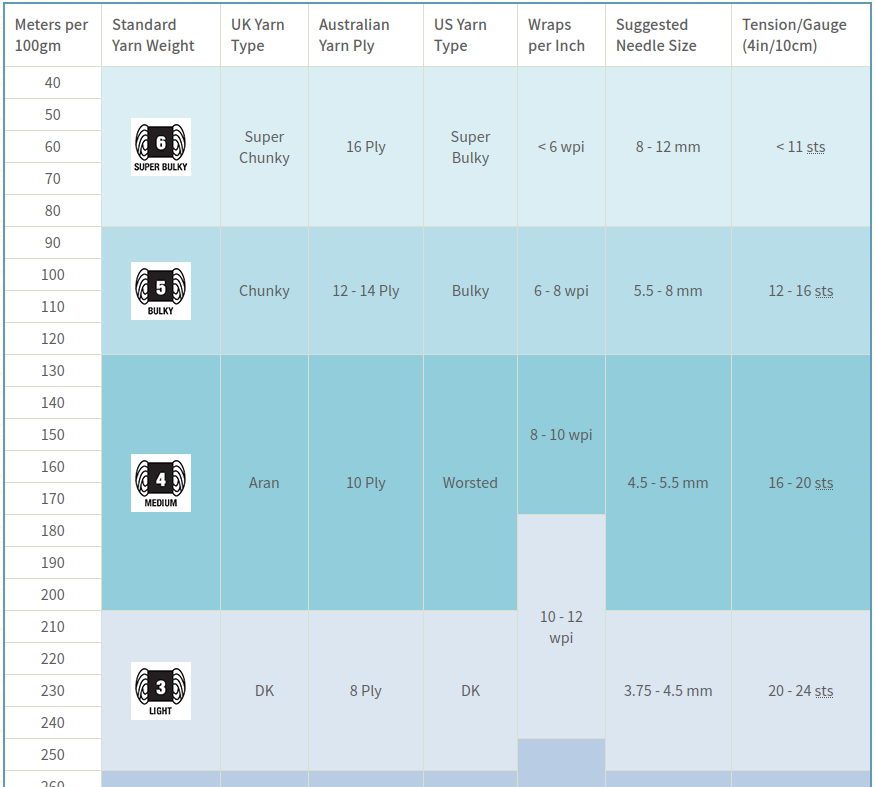 Meters per 100gm
Standard Yarn Weight
UK Yarn Type
Australian Yarn Ply
US Yarn Type
Wraps per Inch
Suggested Needle Size
Tension/Gauge (4in/10cm)
40
50
60
70
80
6
SUPER BULKY
Super Chunky
16 Ply
Super Bulky
< 6 wpi
8 - 12 mm
< 11 sts
90
100
110
120
5
BULKY
Chunky
12 - 14 Ply
Bulky
6 - 8 wpi
5.5 - 8 mm
12 - 16 sts
130
140
150
160
170
180
190
200
4
MEDIUM
Aran
10 Ply
Worsted
8 - 10 wpi
4.5 - 5.5 mm
16 - 20 sts
10 - 12 wpi
210
220
230
240
250
3
LIGHT
DK
8 Ply
DK
3.75 - 4.5 mm
20 - 24 sts
260